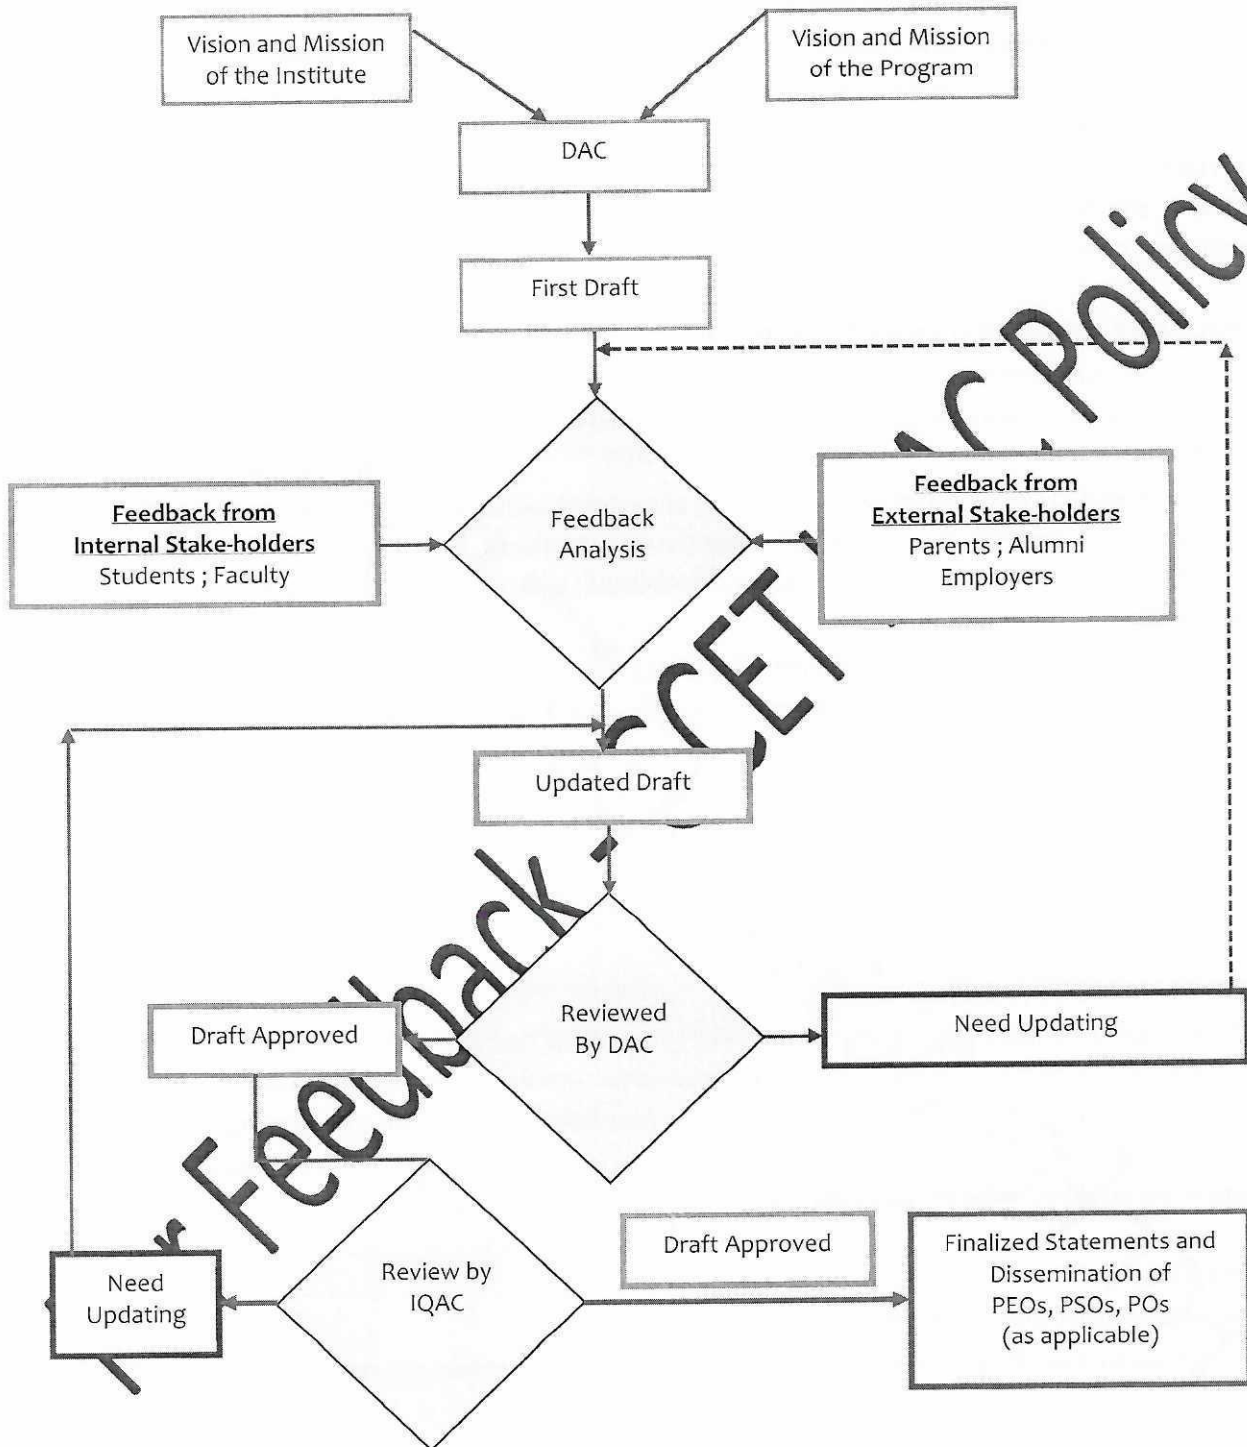 Vision and Mission
of the Institute
Vision and Mission
of the Program
DAC
First Draft
Feedback from
Internal Stake-holders
Students ; Faculty
Feedback
Analysis
Feedback from
External Stake-holders
Parents ; Alumni
Employers
Updated Draft
Draft Approved
Reviewed
By DAC
Need Updating
Need
Updating
Review by
IQAC
Draft Approved
Finalized Statements and
Dissemination of
PEOs, PSOs, POs
(as applicable)
Feedback - Policy